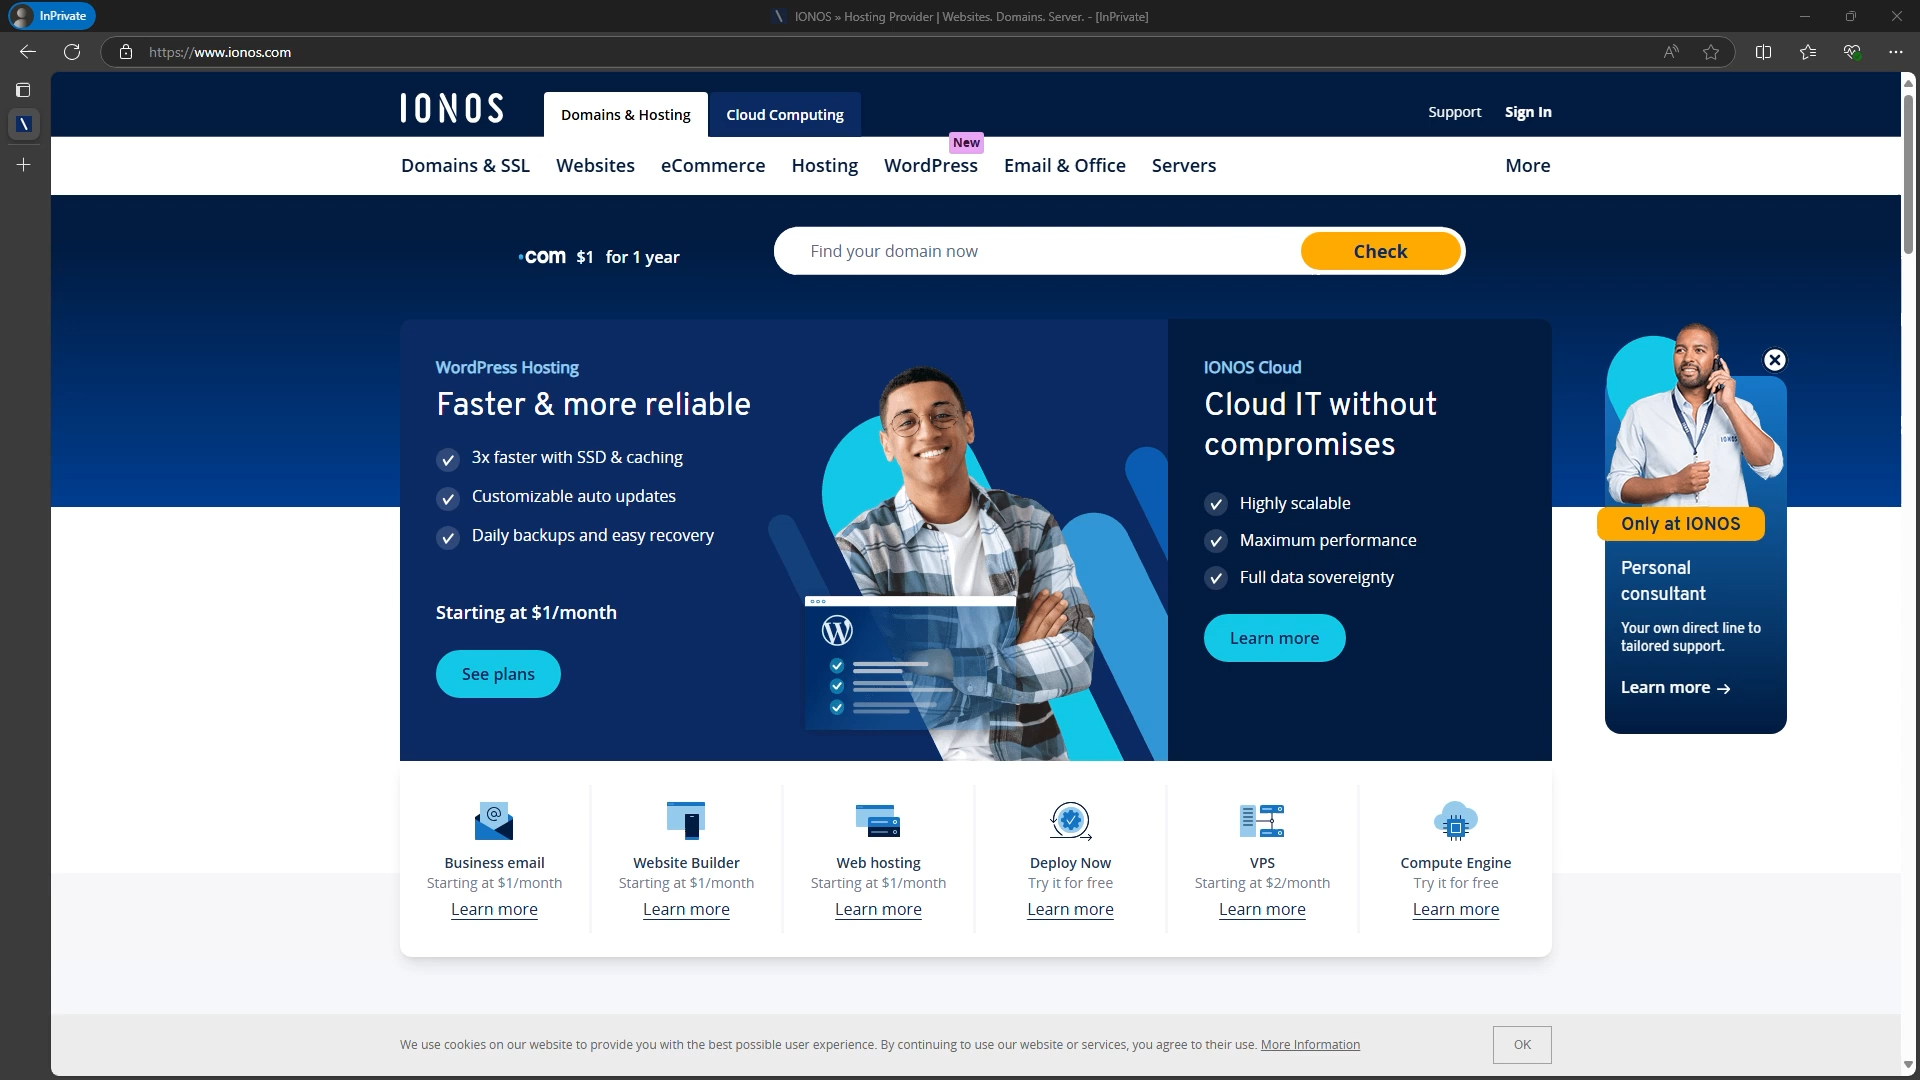 InPrivate
IONOS » Hosting Provider | Websites. Domains. Server. - [InPrivate]
https://www.ionos.com
IONOS
Domains & Hosting
Cloud Computing
Support
Sign In
New
Domains & SSL
Websites
eCommerce
Hosting
WordPress
Email & Office
Servers
More
.com $1 for 1 year
Find your domain now
Check
WordPress Hosting
Faster & more reliable
3x faster with SSD & caching
Customizable auto updates
Daily backups and easy recovery
Starting at $1/month
See plans
IONOS Cloud
Cloud IT without
compromises
Highly scalable
Maximum performance
Full data sovereignty
Learn more
IONOS
Only at IONOS
Personal
consultant
Your own direct line to
tailored support.
Learn more →
Business email
Starting at $1/month
Learn more
Website Builder
Starting at $1/month
Learn more
Web hosting
Starting at $1/month
Learn more
Deploy Now
Try it for free
Learn more
VPS
Starting at $2/month
Learn more
Compute Engine
Try it for free
Learn more
We use cookies on our website to provide you with the best possible user experience. By continuing to use our website or services, you agree to their use. More Information
OK